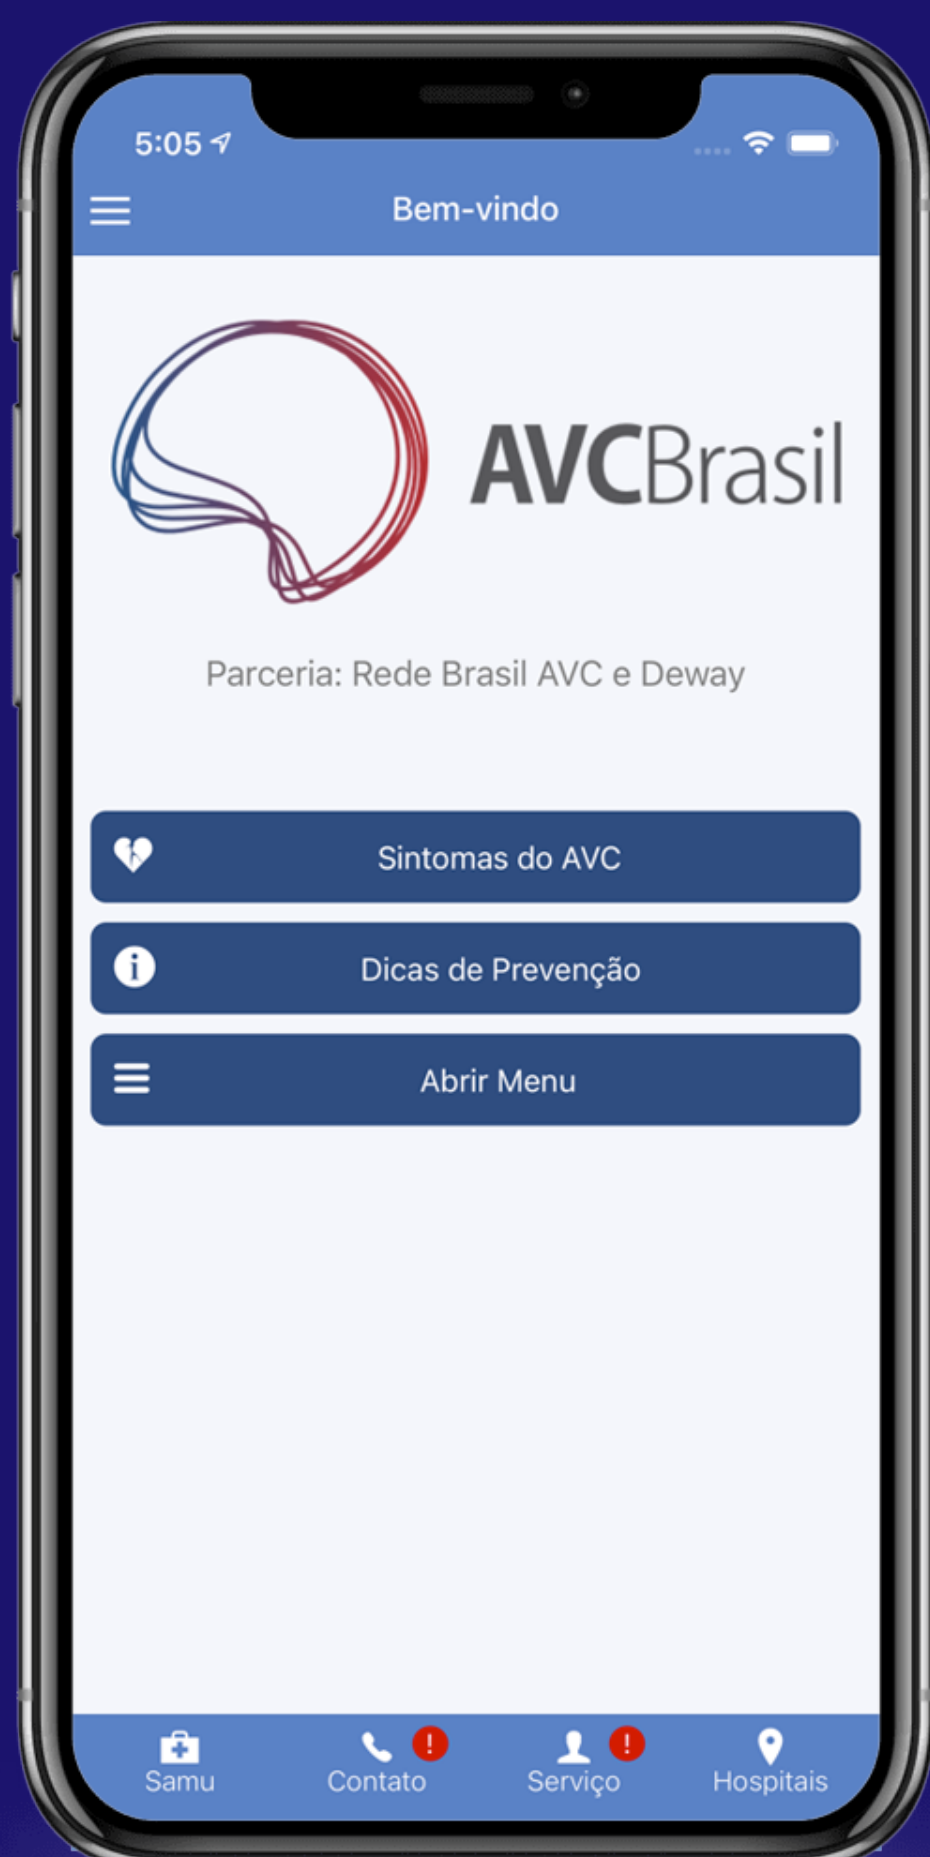 5:05
Bem-vindo
AVCBrasil
Parceria: Rede Brasil AVC e Deway
Sintomas do AVC
Dicas de Prevenção
Abrir Menu
Samu
Contato
Serviço
Hospitais